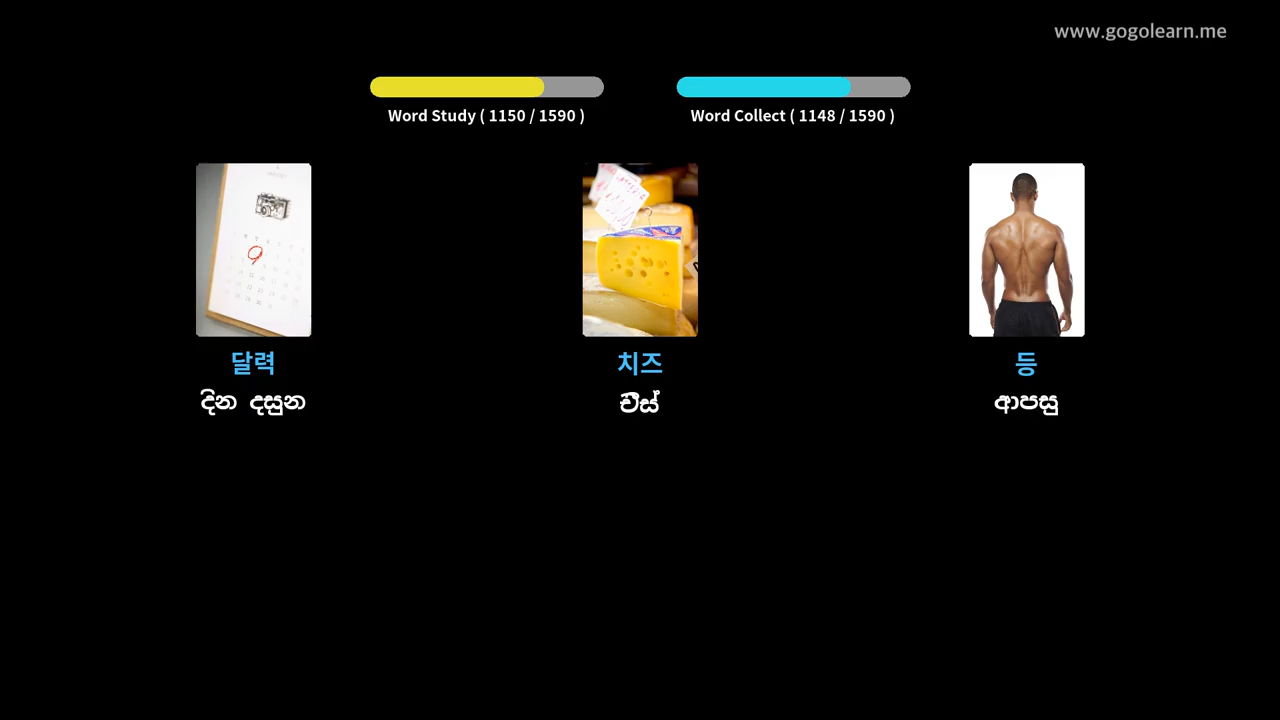 www.gogolearn.me
Word Study ( 1150 / 1590 )
Word Collect ( 1148 / 1590 )
달력
치즈
등
දින දසුන
චීස්
ආපසු